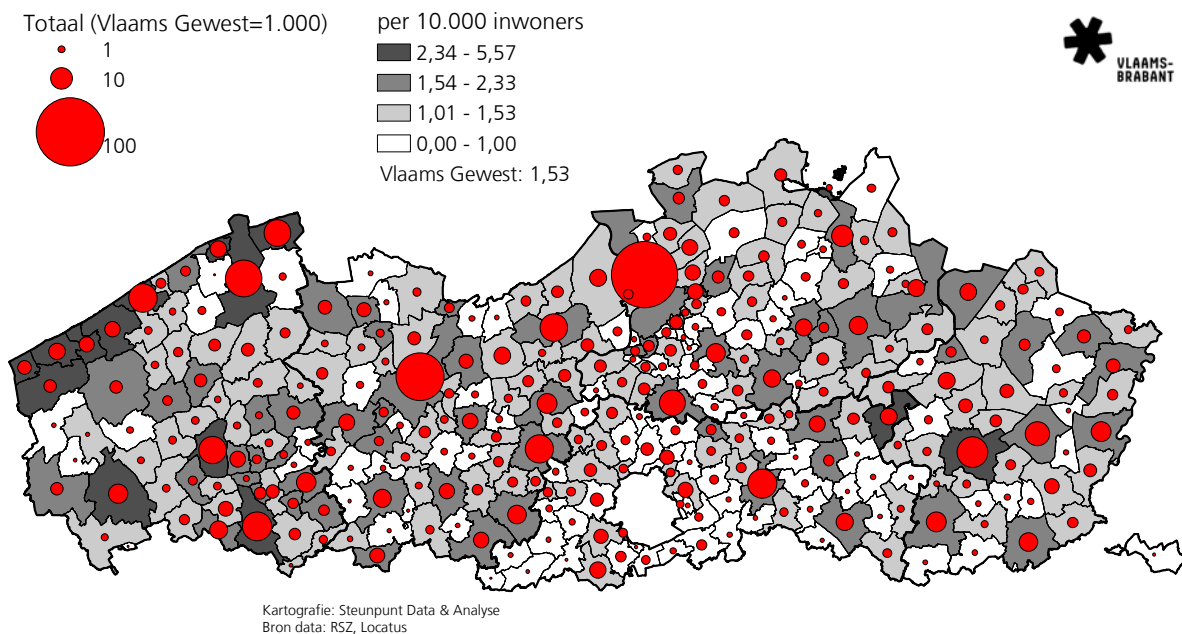 Totaal (Vlaams Gewest=1.000)
1
10
100
per 10.000 inwoners
2,34 - 5,57
1,54 - 2,33
1,01 - 1,53
0,00 - 1,00
Vlaams Gewest: 1,53
VLAAMS-
BRABANT
Kartografie: Steunpunt Data & Analyse
Bron data: RSZ, Locatus